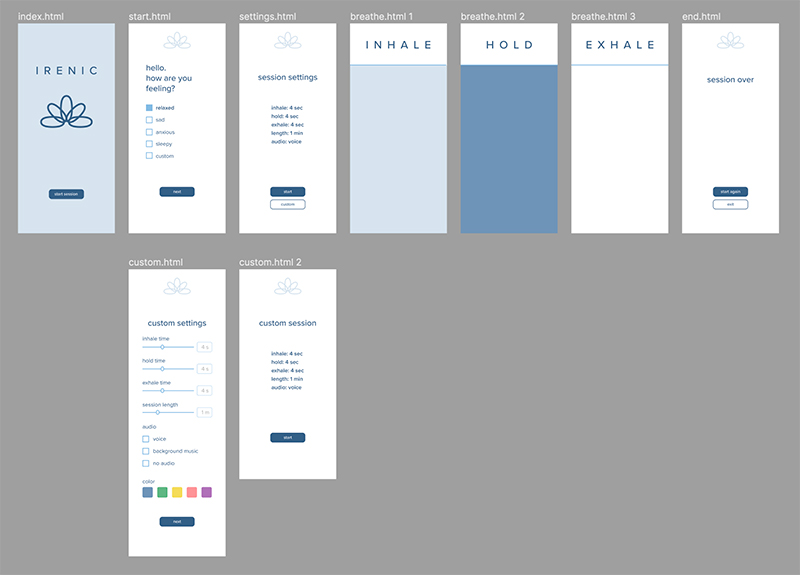 index.html
I R E N I C
start session
start.html
hello.
how are you
feeling?
relaxed
sad
anxious
sleepy
custom
next
settings.html
session settings
inhale: 4 sec
hold: 4 sec
exhale: 4 sec
length: 1 min
audio: voice
start
custom
breathe.html 1
I N H A L E
breathe.html 2
H O L D
breathe.html 3
E X H A L E
end.html
session over
start again
exit
custom.html
custom settings
inhale time
4 s
hold time
4 s
exhale time
4 s
session length
1 m
audio
voice
background music
no audio
color
next
custom.html 2
custom session
inhale: 4 sec
hold: 4 sec
exhale: 4 sec
length: 1 min
audio: voice
start